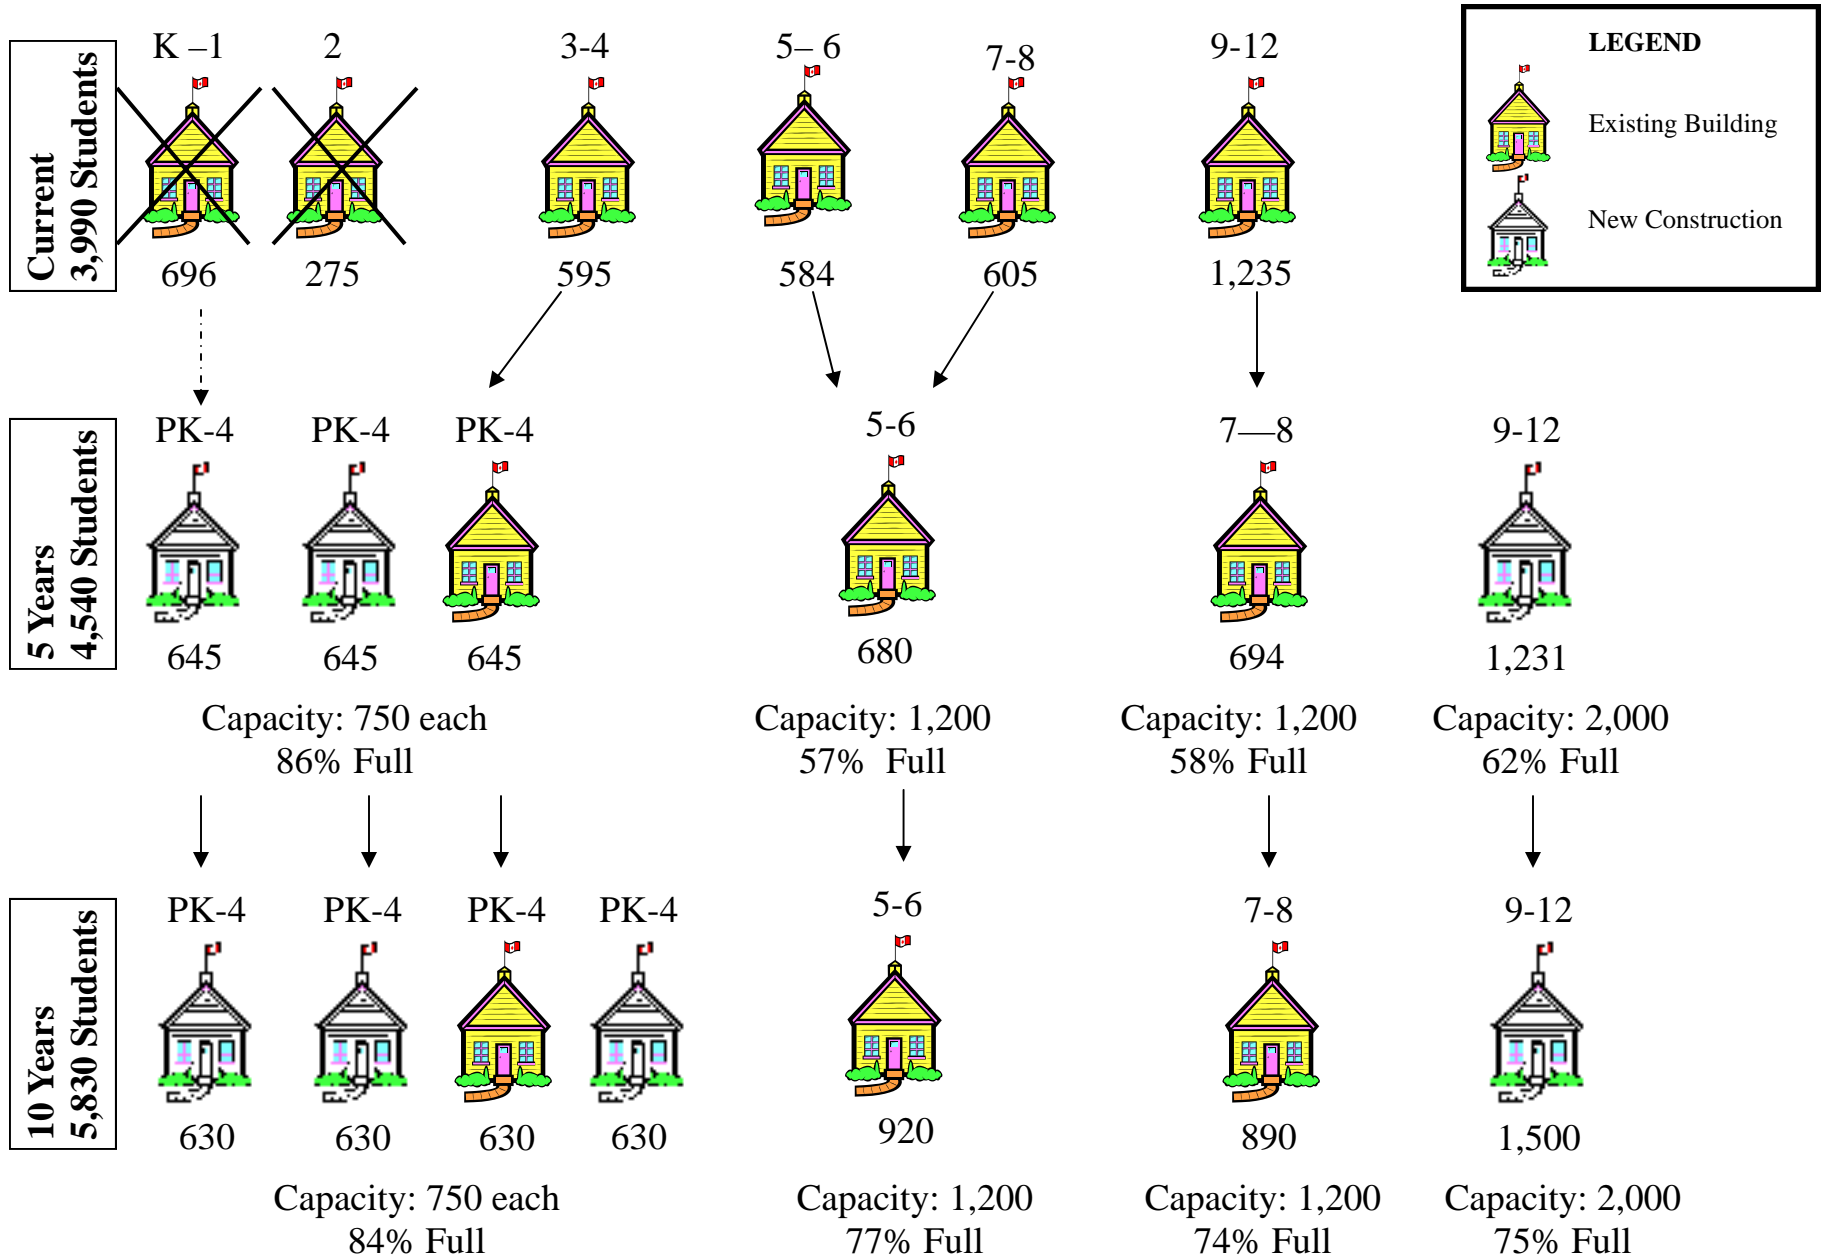 K –1
2
3-4
5– 6
7-8
9-12
LEGEND
Existing Building
New Construction
Current
3,990 Students
696
275
595
584
605
1,235
5 Years
4,540 Students
PK-4
PK-4
PK-4
5-6
7—8
9-12
645
645
645
680
694
1,231
Capacity: 750 each
86% Full
Capacity: 1,200
57% Full
Capacity: 1,200
58% Full
Capacity: 2,000
62% Full
10 Years
5,830 Students
PK-4
PK-4
PK-4
PK-4
5-6
7-8
9-12
630
630
630
630
920
890
1,500
Capacity: 750 each
84% Full
Capacity: 1,200
77% Full
Capacity: 1,200
74% Full
Capacity: 2,000
75% Full